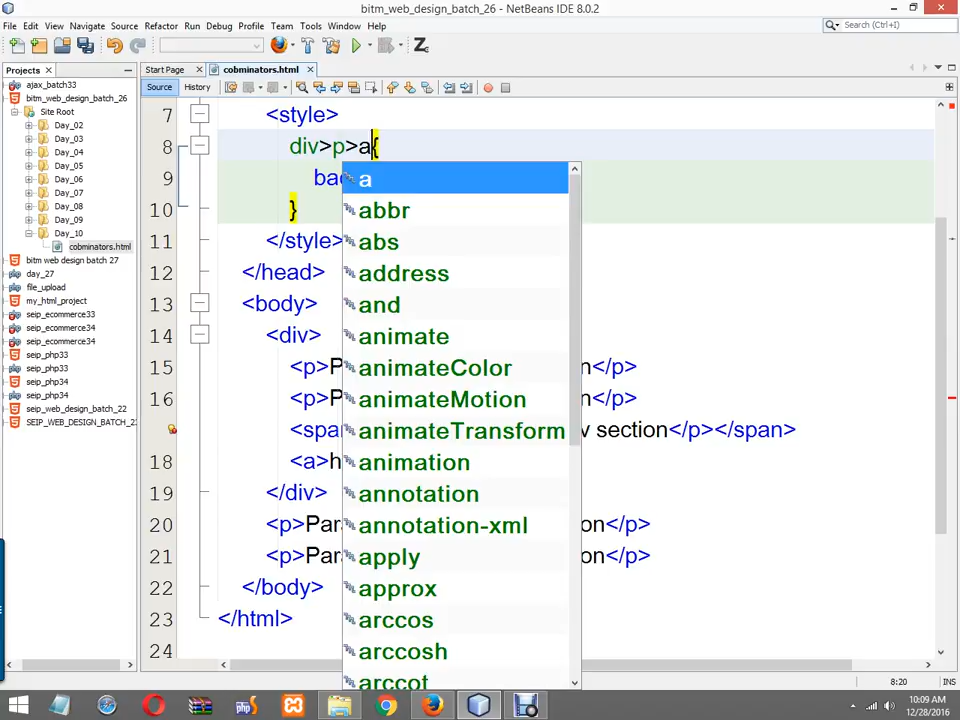 bitm_web_design_batch_26 - NetBeans IDE 8.0.2
File Edit View Navigate Source Refactor Run Debug Profile Team Tools Window Help
Search (Ctrl+I)
Projects
Start Page
cobminators.html
Source History
ajax_batch33
bitm_web_design_batch_26
Site Root
Day_02
Day_03
Day_04
Day_05
Day_06
Day_07
Day_08
Day_09
Day_10
cobminators.html
bitm web design batch 27
day_27
file_upload
my_html_project
seip_ecommerce33
seip_ecommerce34
seip_ecommerce34
seip_php33
seip_php34
seip_php34
seip_web_design_batch_22
SEIP_WEB_DESIGN_BATCH_2
7 <style>
8 div>p>a{
9 bac
10 }
11 </style>
12 </head>
13 <body>
14 <div>
15 <p>P n</p>
16 <p>P n</p>
<spa v section</p></span>
18 <a>h
19 </div>
20 <p>Par on</p>
21 <p>Par on</p>
22 </body>
23 </html>
24
a
abbr
abs
address
and
animate
animateColor
animateMotion
animateTransform
animation
annotation
annotation-xml
apply
approx
arccos
arccosh
arccot
8:20 INS
php
10:09 AM
12/28/2016